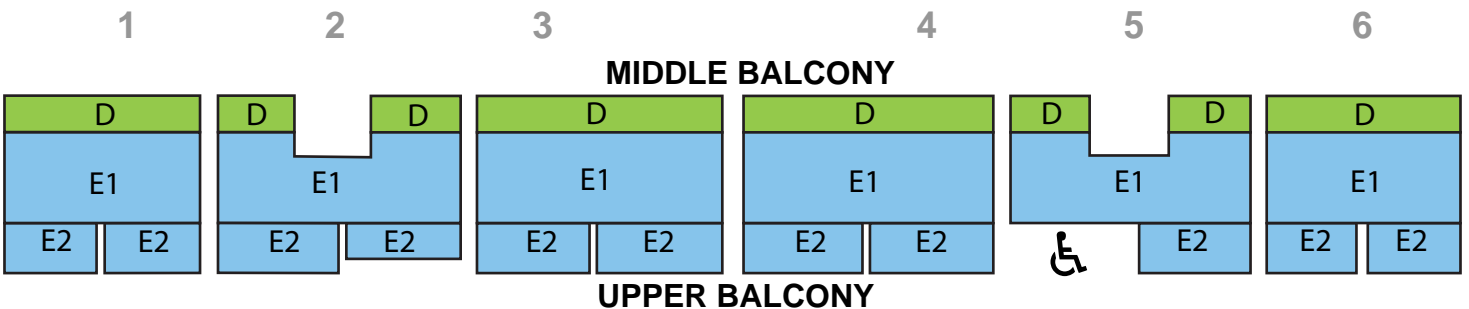 1 2 3 4 5 6
MIDDLE BALCONY
D D D D D D D D
E1 E1 E1 E1 E1 E1
E2 E2 E2 E2 E2 E2 E2 E2 E2 E2 E2
UPPER BALCONY